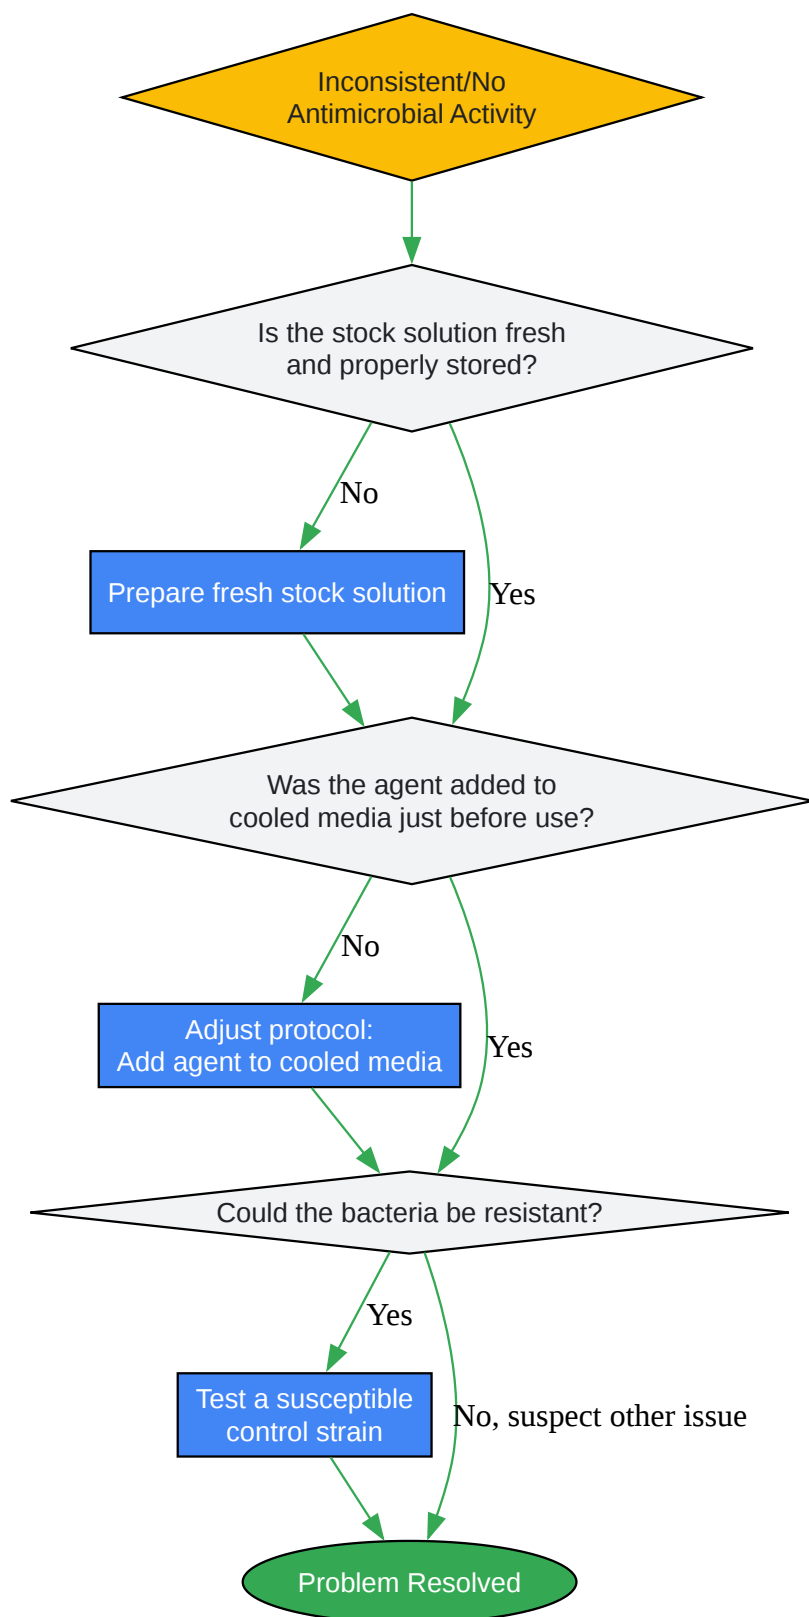 Inconsistent/No
Antimicrobial Activity
Is the stock solution fresh
and properly stored?
No
Prepare fresh stock solution
Yes
Was the agent added to
cooled media just before use?
No
Adjust protocol:
Add agent to cooled media
Yes
Could the bacteria be resistant?
Yes
Test a susceptible
control strain
No, suspect other issue
Problem Resolved